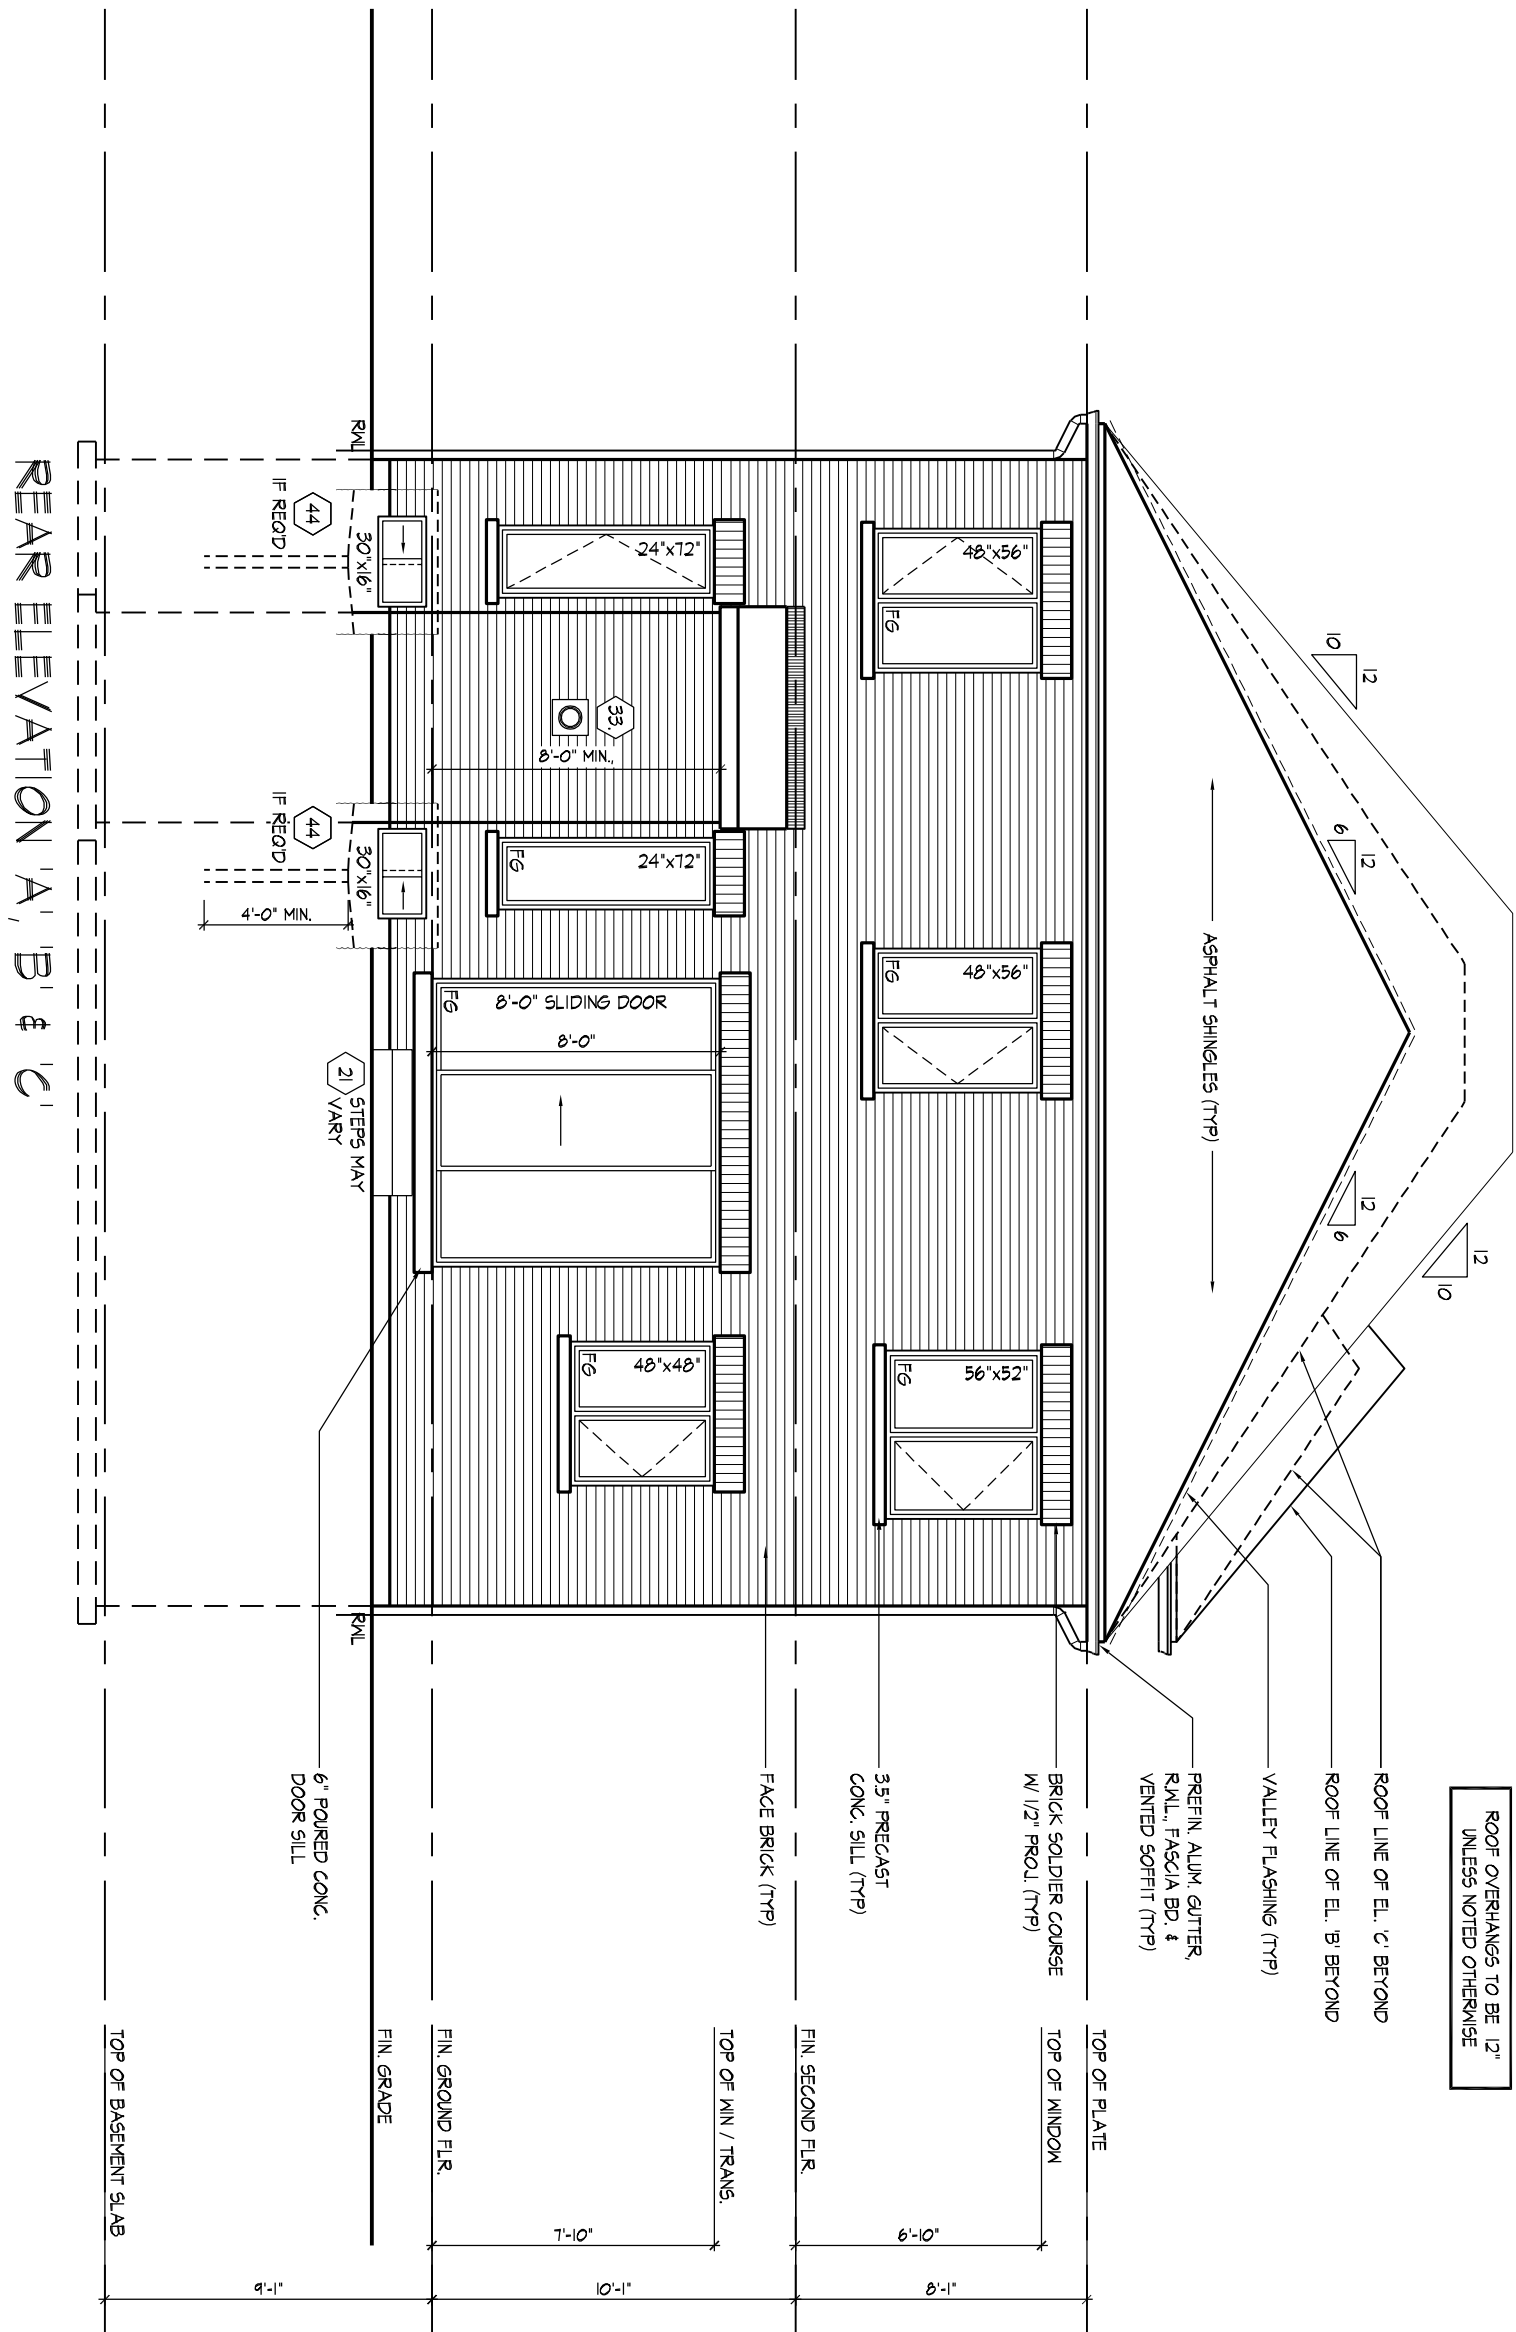 ROOF OVERHANGS TO BE 12"
UNLESS NOTED OTHERWISE
ROOF LINE OF EL. 'C' BEYOND
ROOF LINE OF EL. 'B' BEYOND
VALLEY FLASHING (TYP)
PREFIN. ALUM. GUTTER,
R.W.L., FASCIA BD. &
VENTED SOFFIT (TYP)
BRICK SOLDIER COURSE
W/ 1/2" PROJ. (TYP)
3.5" PRECAST
CONC. SILL (TYP)
FACE BRICK (TYP)
6" POURED CONC.
DOOR SILL
12
10
12
6
12
6
12
10
ASPHALT SHINGLES (TYP)
TOP OF PLATE
TOP OF WINDOW
FIN. SECOND FLR.
TOP OF WIN / TRANS.
FIN. GROUND FLR.
FIN. GRADE
TOP OF BASEMENT SLAB
8'-1"
6'-10"
10'-1"
7'-10"
9'-1"
48"x56"
FG
48"x56"
FG
56"x52"
FG
24"x72"
33.
8'-0" MIN.,
24"x72"
FG
8'-0" SLIDING DOOR
8'-0"
FG
48"x48"
FG
RWL
30"x16"
44
IF REQ'D
30"x16"
44
IF REQ'D
4'-0" MIN.
21
STEPS MAY
VARY
RWL
REAR ELEVATION 'A', 'B' & 'C'